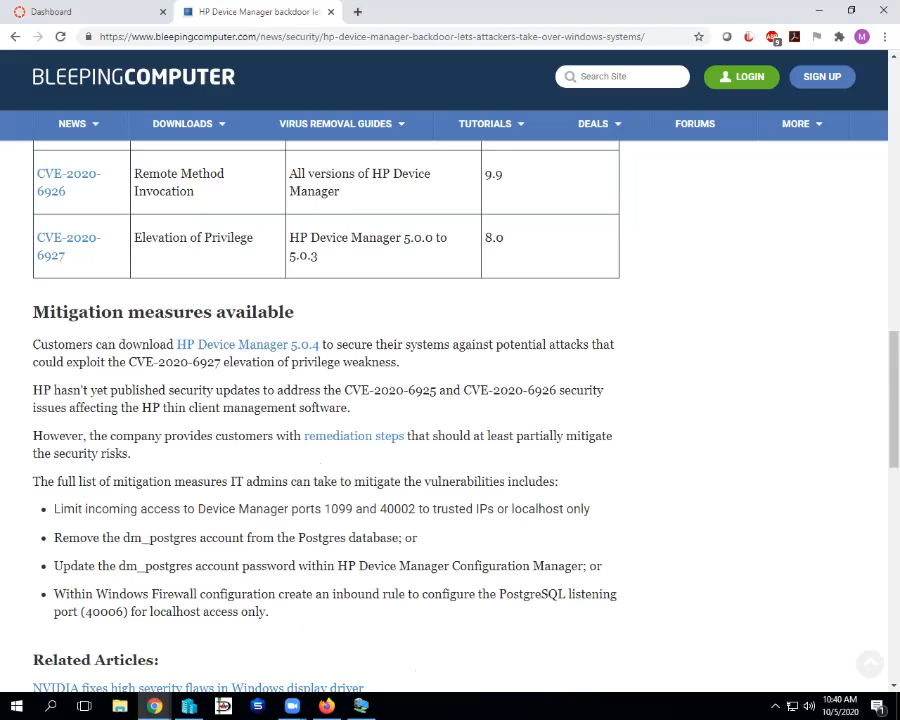 Dashboard
HP Device Manager backdoor let
https://www.bleepingcomputer.com/news/security/hp-device-manager-backdoor-lets-attackers-take-over-windows-systems/
BLEEPINGCOMPUTER
Search Site
LOGIN
SIGN UP
NEWS
DOWNLOADS
VIRUS REMOVAL GUIDES
TUTORIALS
DEALS
FORUMS
MORE
CVE-2020-
6926
Remote Method
Invocation
All versions of HP Device
Manager
9.9
CVE-2020-
6927
Elevation of Privilege
HP Device Manager 5.0.0 to
5.0.3
8.0
Mitigation measures available
Customers can download HP Device Manager 5.0.4 to secure their systems against potential attacks that
could exploit the CVE-2020-6927 elevation of privilege weakness.
HP hasn't yet published security updates to address the CVE-2020-6925 and CVE-2020-6926 security
issues affecting the HP thin client management software.
However, the company provides customers with remediation steps that should at least partially mitigate
the security risks.
The full list of mitigation measures IT admins can take to mitigate the vulnerabilities includes:
Limit incoming access to Device Manager ports 1099 and 40002 to trusted IPs or localhost only
Remove the dm_postgres account from the Postgres database; or
Update the dm_postgres account password within HP Device Manager Configuration Manager; or
Within Windows Firewall configuration create an inbound rule to configure the PostgreSQL listening
port (40006) for localhost access only.
Related Articles:
NVIDIA fixes high severity flaws in Windows display driver
10:40 AM
10/5/2020